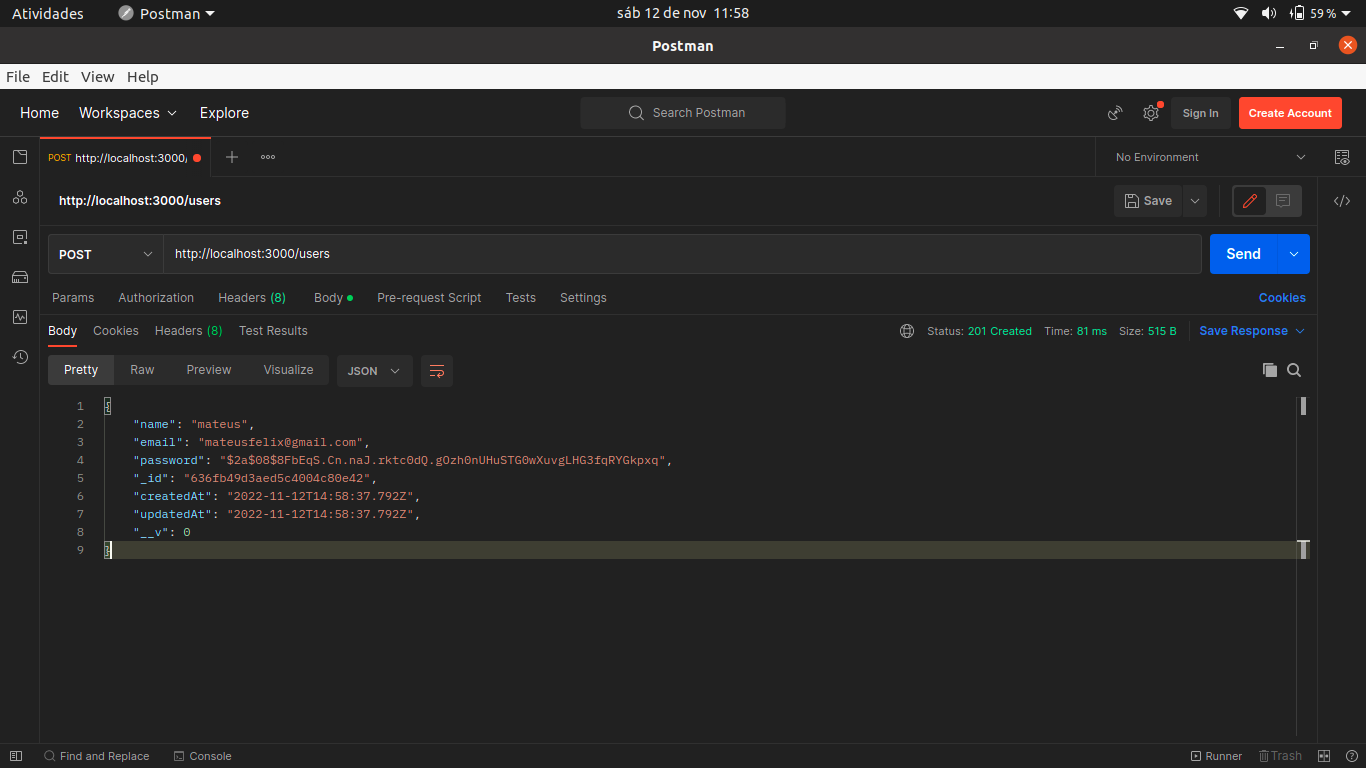 Atividades Postman sáb 12 de nov 11:58 59 %
Postman
File Edit View Help
Home Workspaces Explore Search Postman Sign In Create Account
POST http://localhost:3000/ No Environment
http://localhost:3000/users Save
POST http://localhost:3000/users Send
Params Authorization Headers (8) Body Pre-request Script Tests Settings Cookies
Body Cookies Headers (8) Test Results Status: 201 Created Time: 81 ms Size: 515 B Save Response
Pretty Raw Preview Visualize JSON
1 {
2 "name": "mateus",
3 "email": "mateusfelix@gmail.com",
4 "password": "$2a$08$8FbEqS.Cn.naJ.rktc0dQ.gOzh0nUHuSTG0wXuvgLHG3fqRYGkpxq",
5 "_id": "636fb49d3aed5c4004c80e42",
6 "createdAt": "2022-11-12T14:58:37.792Z",
7 "updatedAt": "2022-11-12T14:58:37.792Z",
8 "__v": 0
9 }
Find and Replace Console Runner Trash